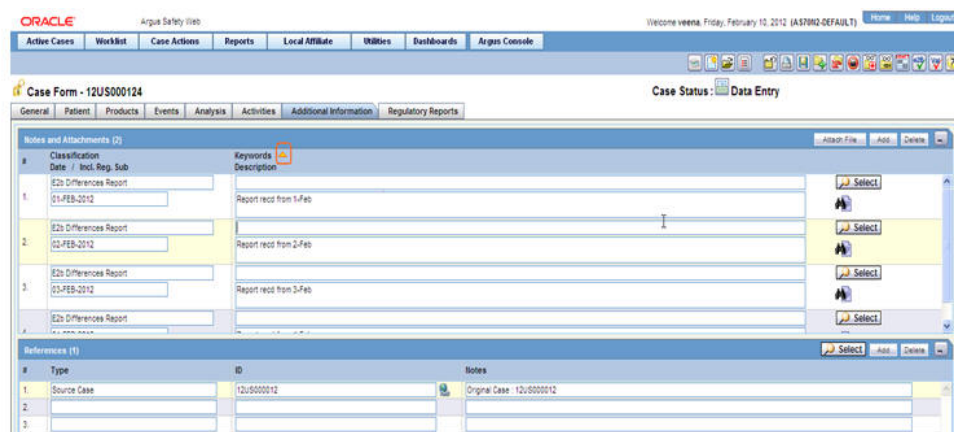 ORACLE Argus Safety Web Welcome veena, Friday, February 10, 2012 (AS70N2-DEFAULT) Home Help Logout
Active Cases Worklist Case Actions Reports Local Affiliate Utilities Dashboards Argus Console
Case Form - 12US000124 Case Status: Data Entry
General Patient Products Events Analysis Activities Additional Information Regulatory Reports
Notes and Attachments (2) Attach File Add Delete
# Classification Keywords
Date / Incl. Reg. Sub Description
E2b Differences Report Select
1. 01-FEB-2012 Report recd from 1-Feb
E2b Differences Report Select
2. 02-FEB-2012 Report recd from 2-Feb
E2b Differences Report Select
3. 03-FEB-2012 Report recd from 3-Feb
E2b Differences Report Select
References (1) Select Add Delete
# Type ID Notes
1. Source Case 12US000012 Original Case : 12US000012
2.
3.